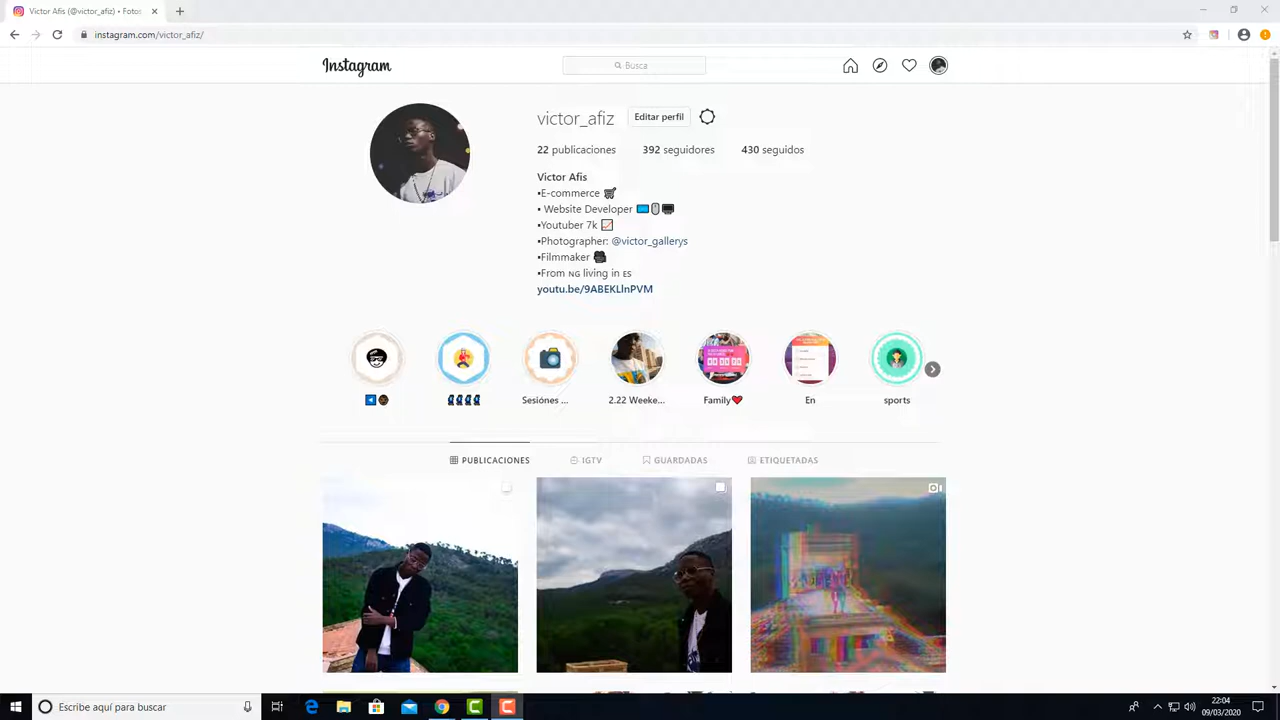 Victor Afis (@victor_afiz) • Foto
instagram.com/victor_afiz/
Instagram
Busca
victor_afiz
Editar perfil
22 publicaciones 392 seguidores 430 seguidos
Victor Afis
•E-commerce
• Website Developer
•Youtuber 7k
•Photographer: @victor_gallerys
•Filmmaker
•From NG living in ES
youtu.be/9ABEKLlnPVM
Sesiónes ... 2.22 Weeke... Family En sports
PUBLICACIONES IGTV GUARDADAS ETIQUETADAS
Escribe aquí para buscar
22:04
09/03/2020